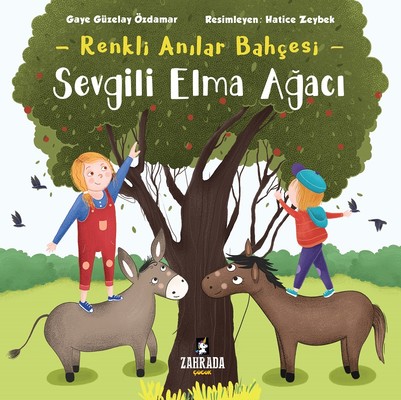 Gaye Güzelay Özdamar Resimleyen: Hatice Zeybek
– Renkli Anılar Bahçesi –
Sevgili Elma Ağacı
ZAHRADA
ÇOCUK